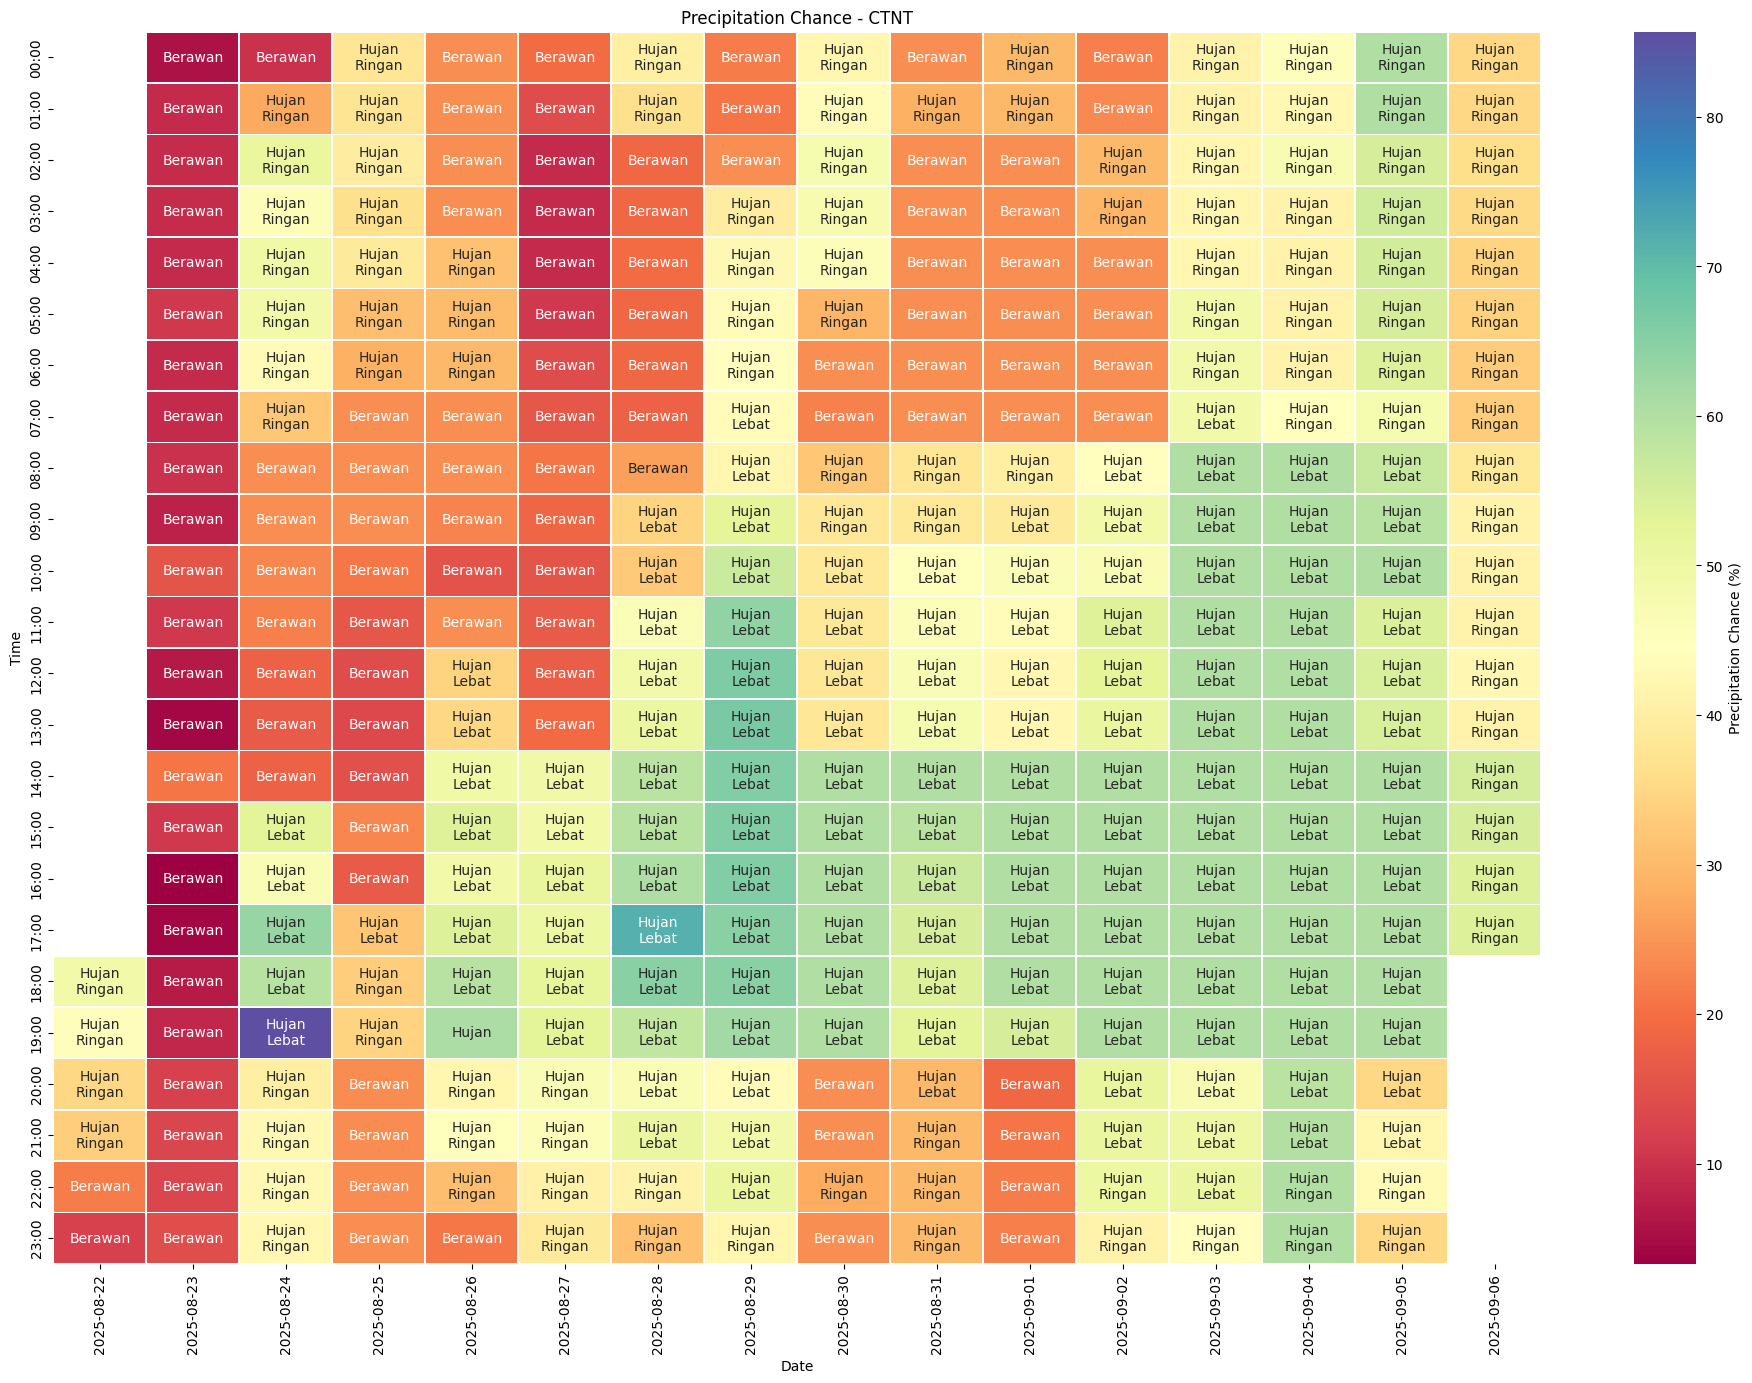 Precipitation Chance - CTNT
Time
00:00 Berawan Berawan Hujan Ringan Berawan Berawan Hujan Ringan Berawan Hujan Ringan Berawan Hujan Ringan Berawan Hujan Ringan Hujan Ringan Hujan Ringan Hujan Ringan
01:00 Berawan Hujan Ringan Hujan Ringan Berawan Berawan Hujan Ringan Berawan Hujan Ringan Hujan Ringan Hujan Ringan Berawan Hujan Ringan Hujan Ringan Hujan Ringan Hujan Ringan
02:00 Berawan Hujan Ringan Hujan Ringan Berawan Berawan Berawan Berawan Hujan Ringan Berawan Berawan Hujan Ringan Hujan Ringan Hujan Ringan Hujan Ringan Hujan Ringan
03:00 Berawan Hujan Ringan Hujan Ringan Berawan Berawan Berawan Hujan Ringan Hujan Ringan Berawan Berawan Hujan Ringan Hujan Ringan Hujan Ringan Hujan Ringan Hujan Ringan
04:00 Berawan Hujan Ringan Hujan Ringan Hujan Ringan Berawan Berawan Hujan Ringan Hujan Ringan Berawan Berawan Berawan Hujan Ringan Hujan Ringan Hujan Ringan Hujan Ringan
05:00 Berawan Hujan Ringan Hujan Ringan Hujan Ringan Berawan Berawan Hujan Ringan Hujan Ringan Berawan Berawan Berawan Hujan Ringan Hujan Ringan Hujan Ringan Hujan Ringan
06:00 Berawan Hujan Ringan Hujan Ringan Hujan Ringan Berawan Berawan Hujan Ringan Berawan Berawan Berawan Berawan Hujan Ringan Hujan Ringan Hujan Ringan Hujan Ringan
07:00 Berawan Hujan Ringan Berawan Berawan Berawan Berawan Hujan Lebat Berawan Berawan Berawan Berawan Hujan Lebat Hujan Ringan Hujan Ringan Hujan Ringan
08:00 Berawan Berawan Berawan Berawan Berawan Berawan Hujan Lebat Hujan Ringan Hujan Ringan Hujan Ringan Hujan Lebat Hujan Lebat Hujan Lebat Hujan Lebat Hujan Ringan
09:00 Berawan Berawan Berawan Berawan Berawan Hujan Lebat Hujan Lebat Hujan Ringan Hujan Ringan Hujan Lebat Hujan Lebat Hujan Lebat Hujan Lebat Hujan Lebat Hujan Ringan
10:00 Berawan Berawan Berawan Berawan Berawan Hujan Lebat Hujan Lebat Hujan Lebat Hujan Lebat Hujan Lebat Hujan Lebat Hujan Lebat Hujan Lebat Hujan Lebat Hujan Ringan
11:00 Berawan Berawan Berawan Berawan Berawan Hujan Lebat Hujan Lebat Hujan Lebat Hujan Lebat Hujan Lebat Hujan Lebat Hujan Lebat Hujan Lebat Hujan Lebat Hujan Ringan
12:00 Berawan Berawan Berawan Hujan Lebat Berawan Hujan Lebat Hujan Lebat Hujan Lebat Hujan Lebat Hujan Lebat Hujan Lebat Hujan Lebat Hujan Lebat Hujan Lebat Hujan Ringan
13:00 Berawan Berawan Berawan Hujan Lebat Berawan Hujan Lebat Hujan Lebat Hujan Lebat Hujan Lebat Hujan Lebat Hujan Lebat Hujan Lebat Hujan Lebat Hujan Lebat Hujan Ringan
14:00 Berawan Berawan Berawan Hujan Lebat Hujan Lebat Hujan Lebat Hujan Lebat Hujan Lebat Hujan Lebat Hujan Lebat Hujan Lebat Hujan Lebat Hujan Lebat Hujan Lebat Hujan Ringan
15:00 Berawan Hujan Lebat Berawan Hujan Lebat Hujan Lebat Hujan Lebat Hujan Lebat Hujan Lebat Hujan Lebat Hujan Lebat Hujan Lebat Hujan Lebat Hujan Lebat Hujan Lebat Hujan Ringan
16:00 Berawan Hujan Lebat Berawan Hujan Lebat Hujan Lebat Hujan Lebat Hujan Lebat Hujan Lebat Hujan Lebat Hujan Lebat Hujan Lebat Hujan Lebat Hujan Lebat Hujan Lebat Hujan Ringan
17:00 Berawan Hujan Lebat Hujan Lebat Hujan Lebat Hujan Lebat Hujan Lebat Hujan Lebat Hujan Lebat Hujan Lebat Hujan Lebat Hujan Lebat Hujan Lebat Hujan Lebat Hujan Lebat Hujan Ringan
18:00 Hujan Ringan Berawan Hujan Lebat Hujan Ringan Hujan Lebat Hujan Lebat Hujan Lebat Hujan Lebat Hujan Lebat Hujan Lebat Hujan Lebat Hujan Lebat Hujan Lebat Hujan Lebat Hujan Lebat
19:00 Hujan Ringan Berawan Hujan Lebat Hujan Ringan Hujan Hujan Lebat Hujan Lebat Hujan Lebat Hujan Lebat Hujan Lebat Hujan Lebat Hujan Lebat Hujan Lebat Hujan Lebat Hujan Lebat
20:00 Hujan Ringan Berawan Hujan Ringan Berawan Hujan Ringan Hujan Ringan Hujan Lebat Hujan Lebat Berawan Hujan Lebat Berawan Hujan Lebat Hujan Lebat Hujan Lebat Hujan Lebat
21:00 Hujan Ringan Berawan Hujan Ringan Berawan Hujan Ringan Hujan Ringan Hujan Lebat Hujan Lebat Berawan Hujan Ringan Berawan Hujan Lebat Hujan Lebat Hujan Lebat Hujan Lebat
22:00 Berawan Berawan Hujan Ringan Berawan Hujan Ringan Hujan Ringan Hujan Ringan Hujan Lebat Hujan Ringan Hujan Ringan Berawan Hujan Ringan Hujan Lebat Hujan Ringan Hujan Ringan
23:00 Berawan Berawan Hujan Ringan Berawan Berawan Hujan Ringan Hujan Ringan Hujan Ringan Berawan Hujan Ringan Berawan Hujan Ringan Hujan Ringan Hujan Ringan Hujan Ringan
2025-08-22 2025-08-23 2025-08-24 2025-08-25 2025-08-26 2025-08-27 2025-08-28 2025-08-29 2025-08-30 2025-08-31 2025-09-01 2025-09-02 2025-09-03 2025-09-04 2025-09-05 2025-09-06
Date
80
70
60
50
40
30
20
10
Precipitation Chance (%)